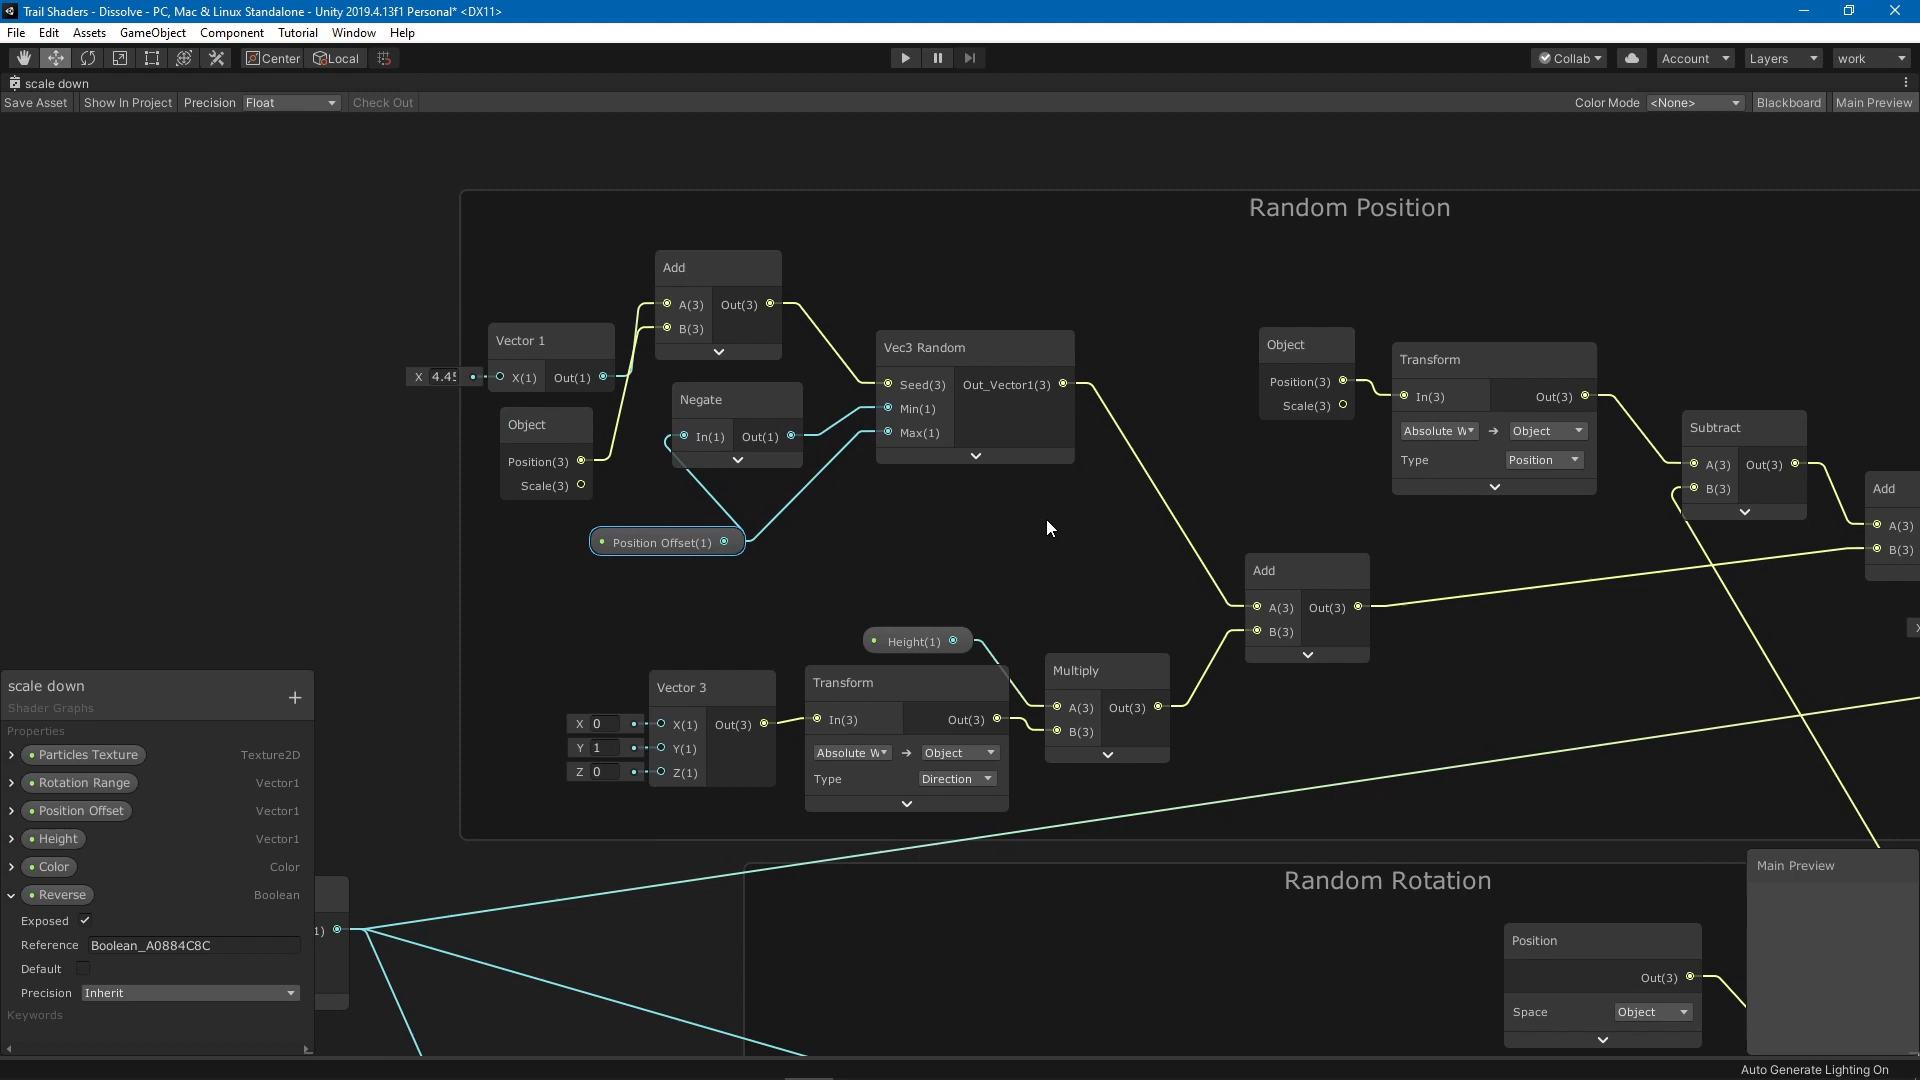 Trail Shaders - Dissolve - PC, Mac & Linux Standalone - Unity 2019.4.13f1 Personal* <DX11>
File Edit Assets GameObject Component Tutorial Window Help
Center Local Collab Account Layers work
scale down
Save Asset Show In Project Precision Float Check Out Color Mode <None> Blackboard Main Preview
Random Position
Add
A(3) Out(3)
B(3)
Vector 1
X 4.45 X(1) Out(1)
Object
Position(3)
Scale(3)
Negate
In(1) Out(1)
Position Offset(1)
Vec3 Random
Seed(3) Out_Vector1(3)
Min(1)
Max(1)
Object
Position(3)
Scale(3)
Transform
In(3) Out(3)
Absolute W Object
Type Position
Subtract
A(3) Out(3)
B(3)
Add
A(3)
B(3)
Add
A(3) Out(3)
B(3)
Height(1)
Vector 3
X 0 X(1) Out(3)
Y 1 Y(1)
Z 0 Z(1)
Transform
In(3) Out(3)
Absolute W Object
Type Direction
Multiply
A(3) Out(3)
B(3)
scale down
Shader Graphs
Properties
Particles Texture Texture2D
Rotation Range Vector1
Position Offset Vector1
Height Vector1
Color Color
Reverse Boolean
Exposed
Reference Boolean_A0884C8C
Default
Precision Inherit
Keywords
1)
Random Rotation
Position
Out(3)
Space Object
Main Preview
Auto Generate Lighting On